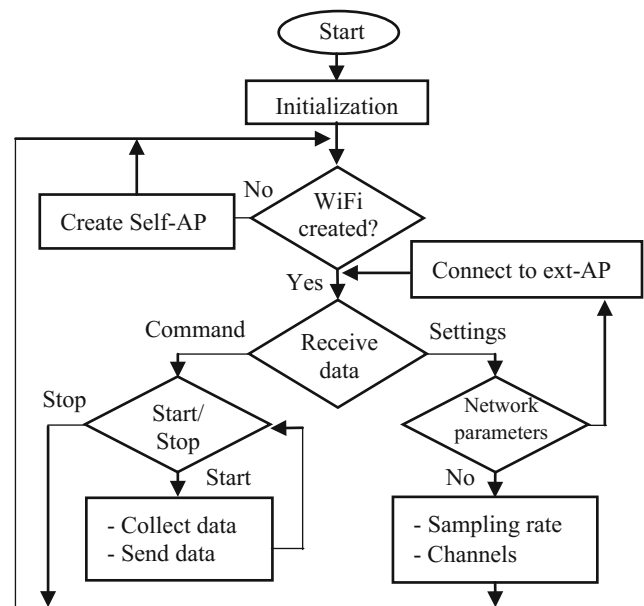 Start
Initialization
No
WiFi
created?
Create Self-AP
Connect to ext-AP
Yes
Command
Receive
data
Settings
Stop
Start/
Stop
Network
parameters
Start
No
- Collect data
- Send data
- Sampling rate
- Channels